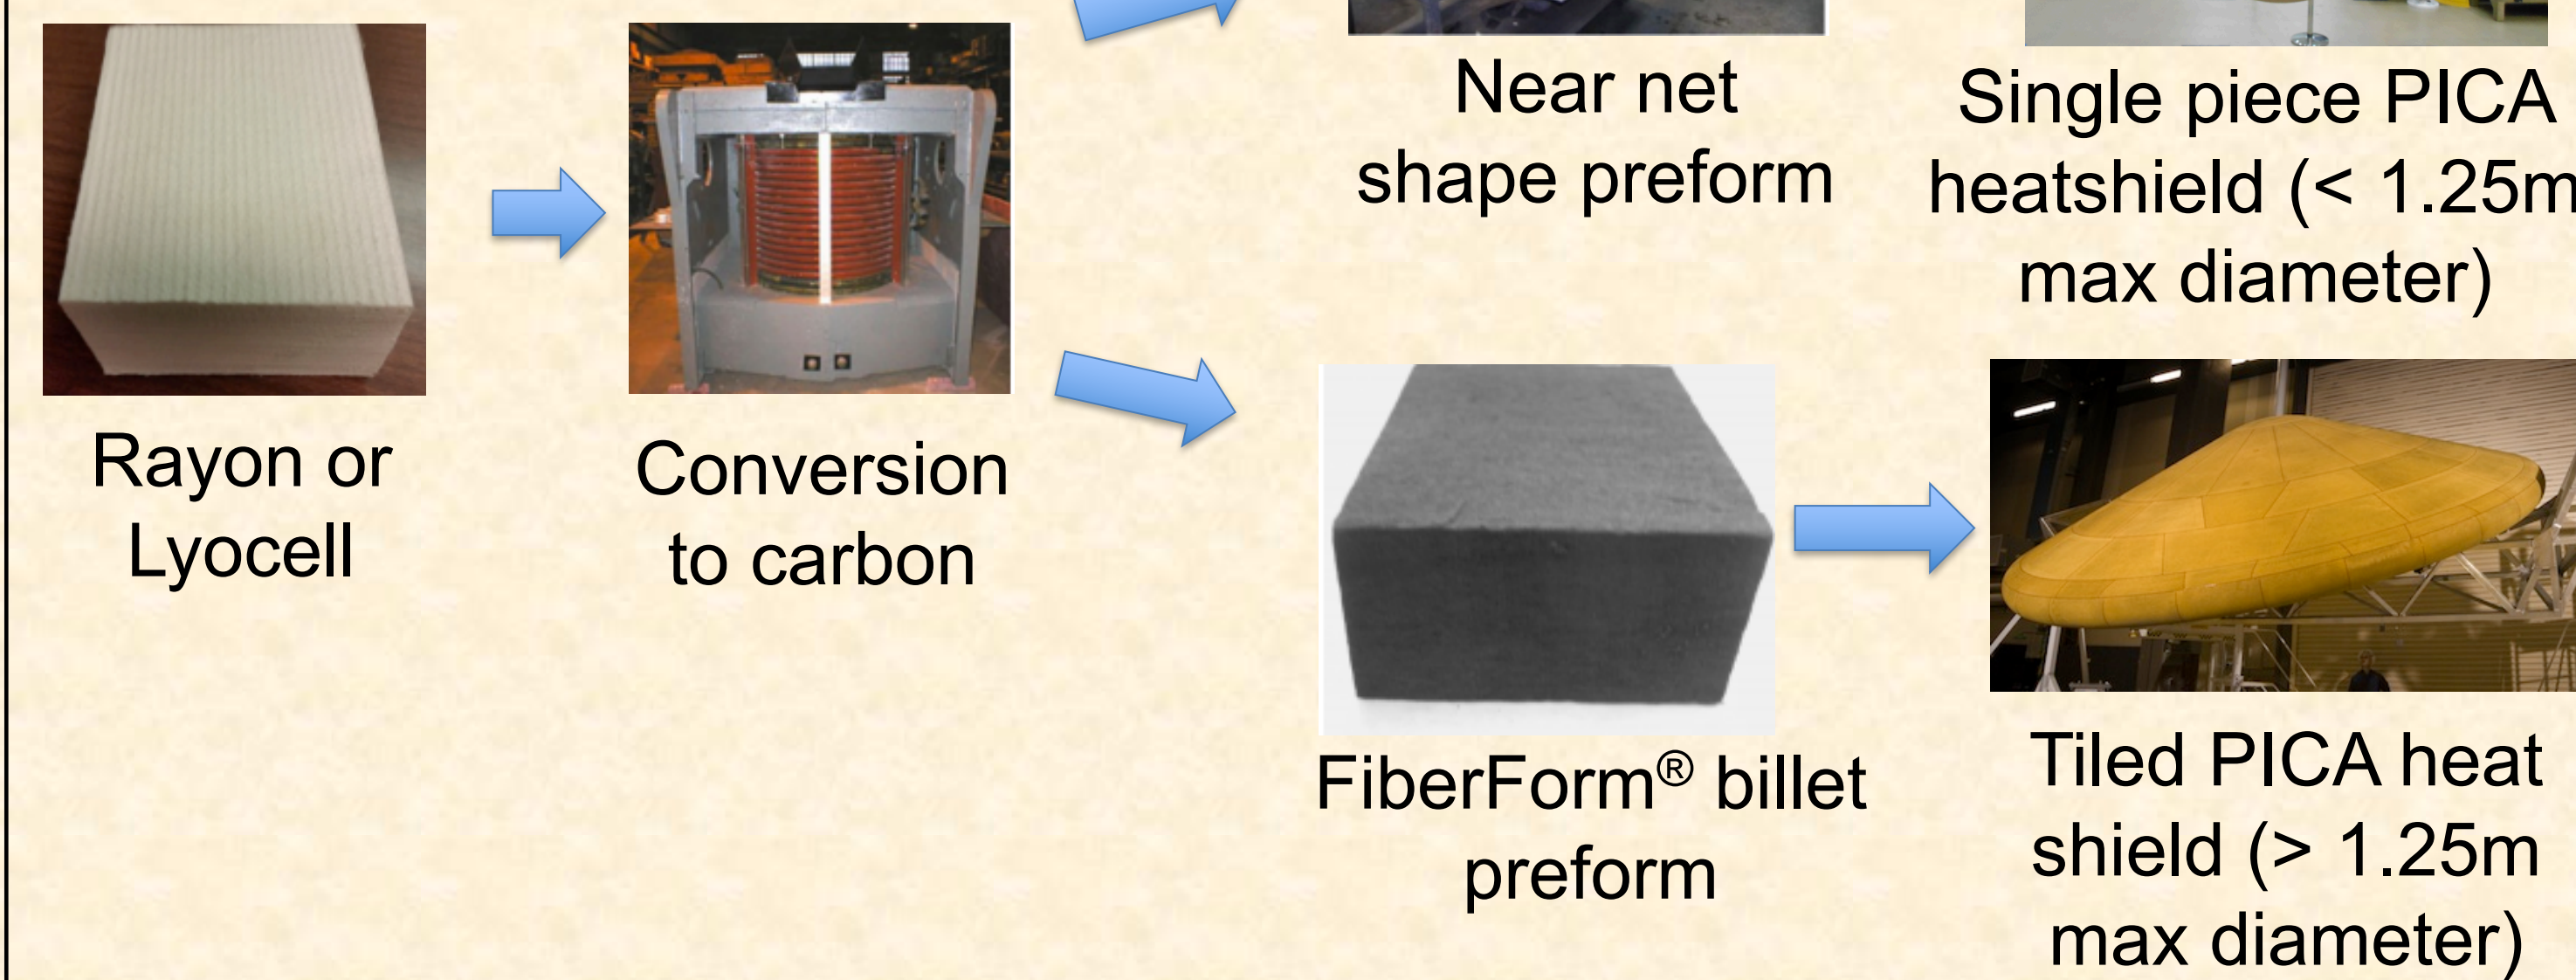 Rayon or
Lyocell
Conversion
to carbon
Near net
shape preform
Single piece PICA
heatshield (< 1.25m
max diameter)
FiberForm® billet
preform
Tiled PICA heat
shield (> 1.25m
max diameter)